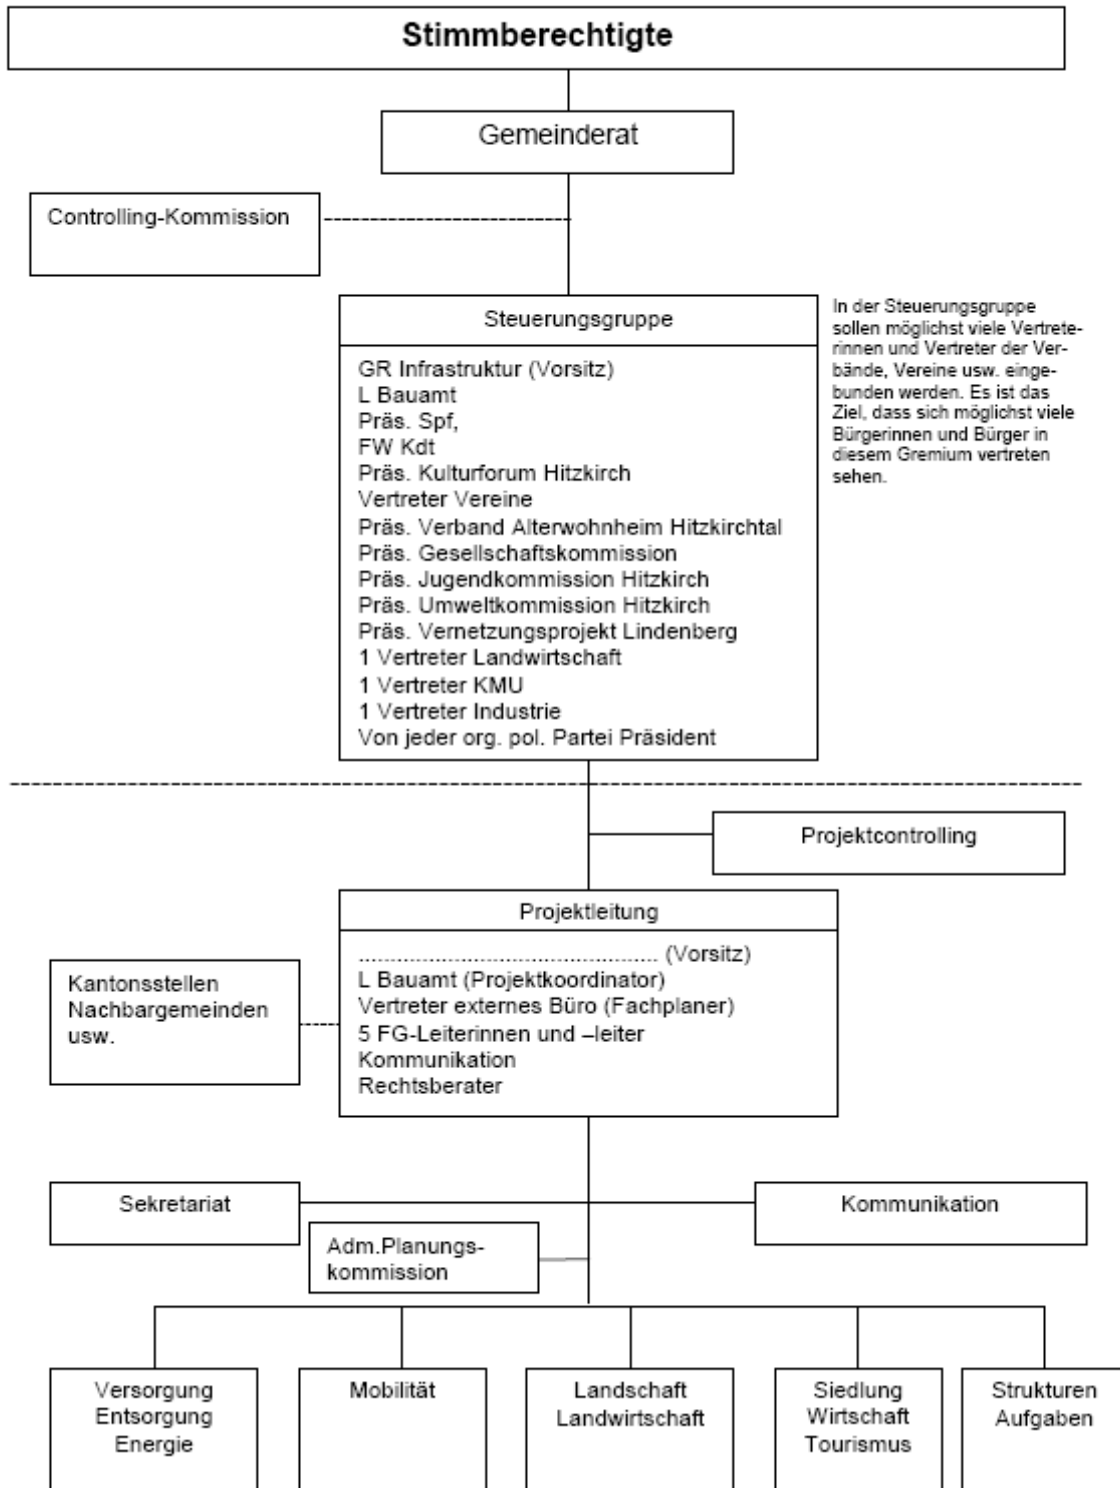 Stimmberechtigte
Gemeinderat
Controlling-Kommission
Steuerungsgruppe
GR Infrastruktur (Vorsitz)
L Bauamt
Präs. Spf,
FW Kdt
Präs. Kulturforum Hitzkirch
Vertreter Vereine
Präs. Verband Alterwohnheim Hitzkirchtal
Präs. Gesellschaftskommission
Präs. Jugendkommission Hitzkirch
Präs. Umweltkommission Hitzkirch
Präs. Vernetzungsprojekt Lindenberg
1 Vertreter Landwirtschaft
1 Vertreter KMU
1 Vertreter Industrie
Von jeder org. pol. Partei Präsident
In der Steuerungsgruppe
sollen möglichst viele Vertrete-
rinnen und Vertreter der Ver-
bände, Vereine usw. einge-
bunden werden. Es ist das
Ziel, dass sich möglichst viele
Bürgerinnen und Bürger in
diesem Gremium vertreten
sehen.
Projektcontrolling
Projektleitung
.............................................. (Vorsitz)
L Bauamt (Projektkoordinator)
Vertreter externes Büro (Fachplaner)
5 FG-Leiterinnen und –leiter
Kommunikation
Rechtsberater
Kantonsstellen
Nachbargemeinden
usw.
Sekretariat
Kommunikation
Adm.Planungs-
kommission
Versorgung
Entsorgung
Energie
Mobilität
Landschaft
Landwirtschaft
Siedlung
Wirtschaft
Tourismus
Strukturen
Aufgaben